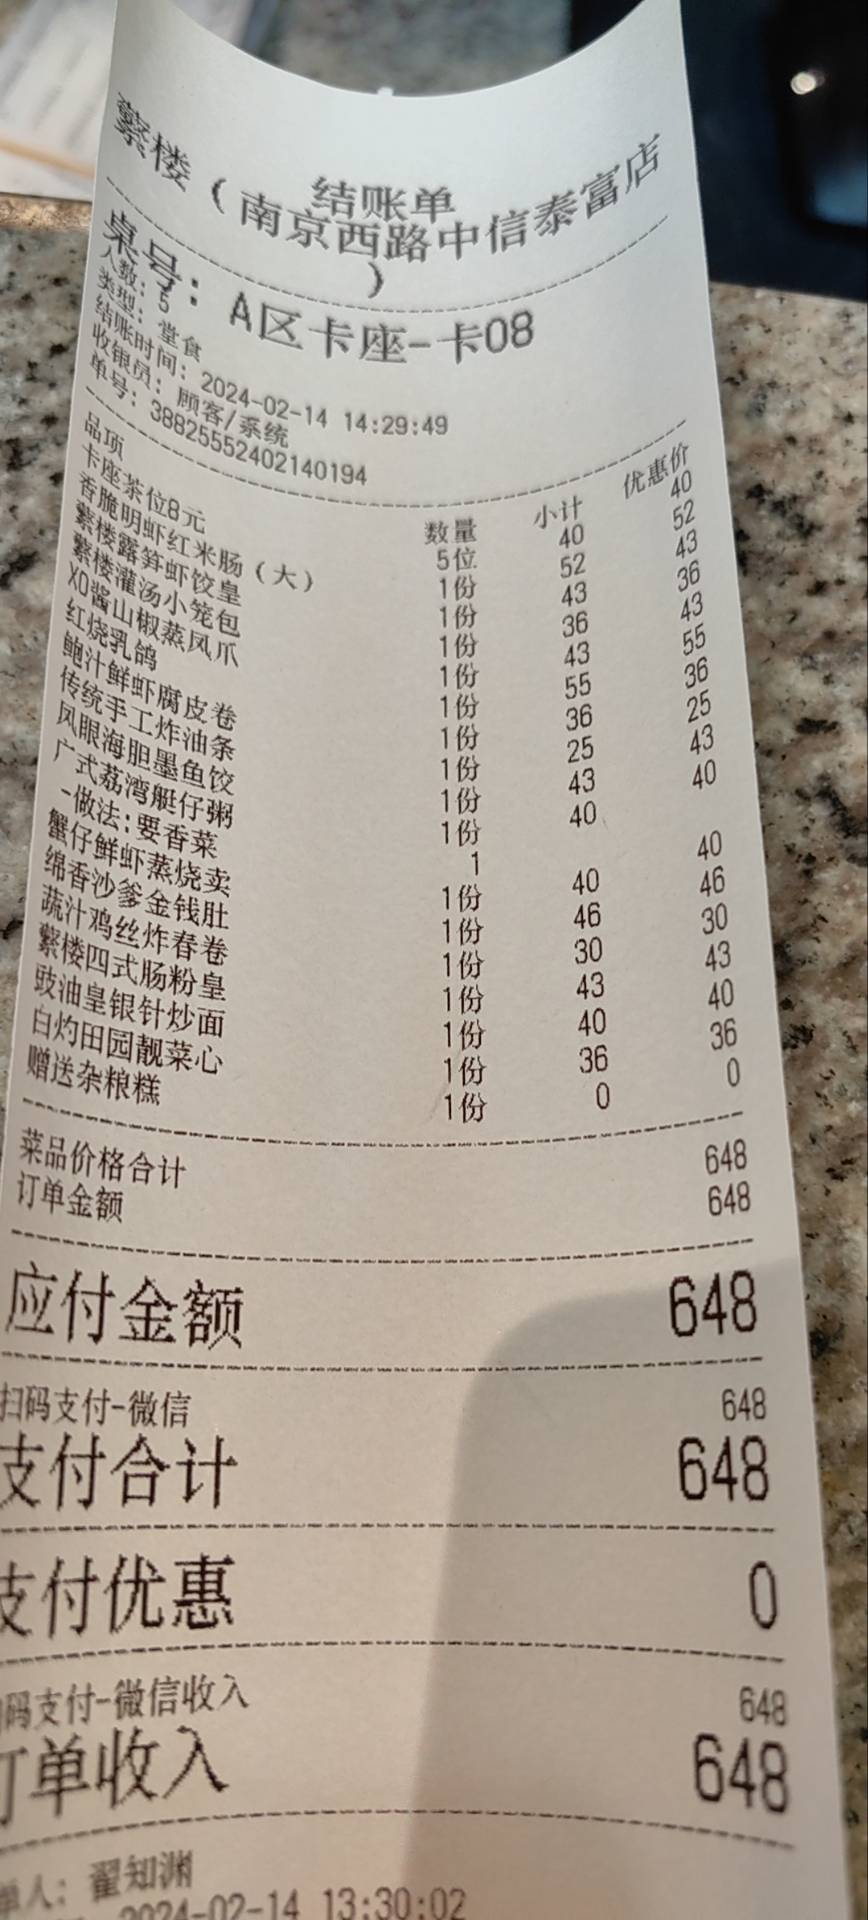 结账单
蘩楼（南京西路中信泰富店
）
桌号：A区卡座-卡08
人数：5
类型：堂食
结账时间：2024-02-14 14:29:49
收银员：顾客/系统
单号：388255552402140194
品项 数量 小计 优惠价
卡座茶位8元 5位 40 40
香脆明虾红米肠（大） 1份 52 52
蘩楼露笋虾饺皇 1份 43 43
蘩楼灌汤小笼包 1份 36 36
XO酱山椒蒸凤爪 1份 43 43
红烧乳鸽 1份 55 55
鲍汁鲜虾腐皮卷 1份 36 36
传统手工炸油条 1份 25 25
凤眼海胆墨鱼饺 1份 43 43
广式荔湾艇仔粥 1份 40 40
-做法:要香菜 1
蟹仔鲜虾蒸烧卖 1份 40 40
绵香沙爹金钱肚 1份 46 46
蔬汁鸡丝炸春卷 1份 30 30
蘩楼四式肠粉皇 1份 43 43
豉油皇银针炒面 1份 40 40
白灼田园靓菜心 1份 36 36
赠送杂粮糕 1份 0 0
菜品价格合计 648
订单金额 648
应付金额 648
扫码支付-微信 648
支付合计 648
支付优惠 0
码支付-微信收入 648
订单收入 648
单人：翟知渊
2024-02-14 13:30:02